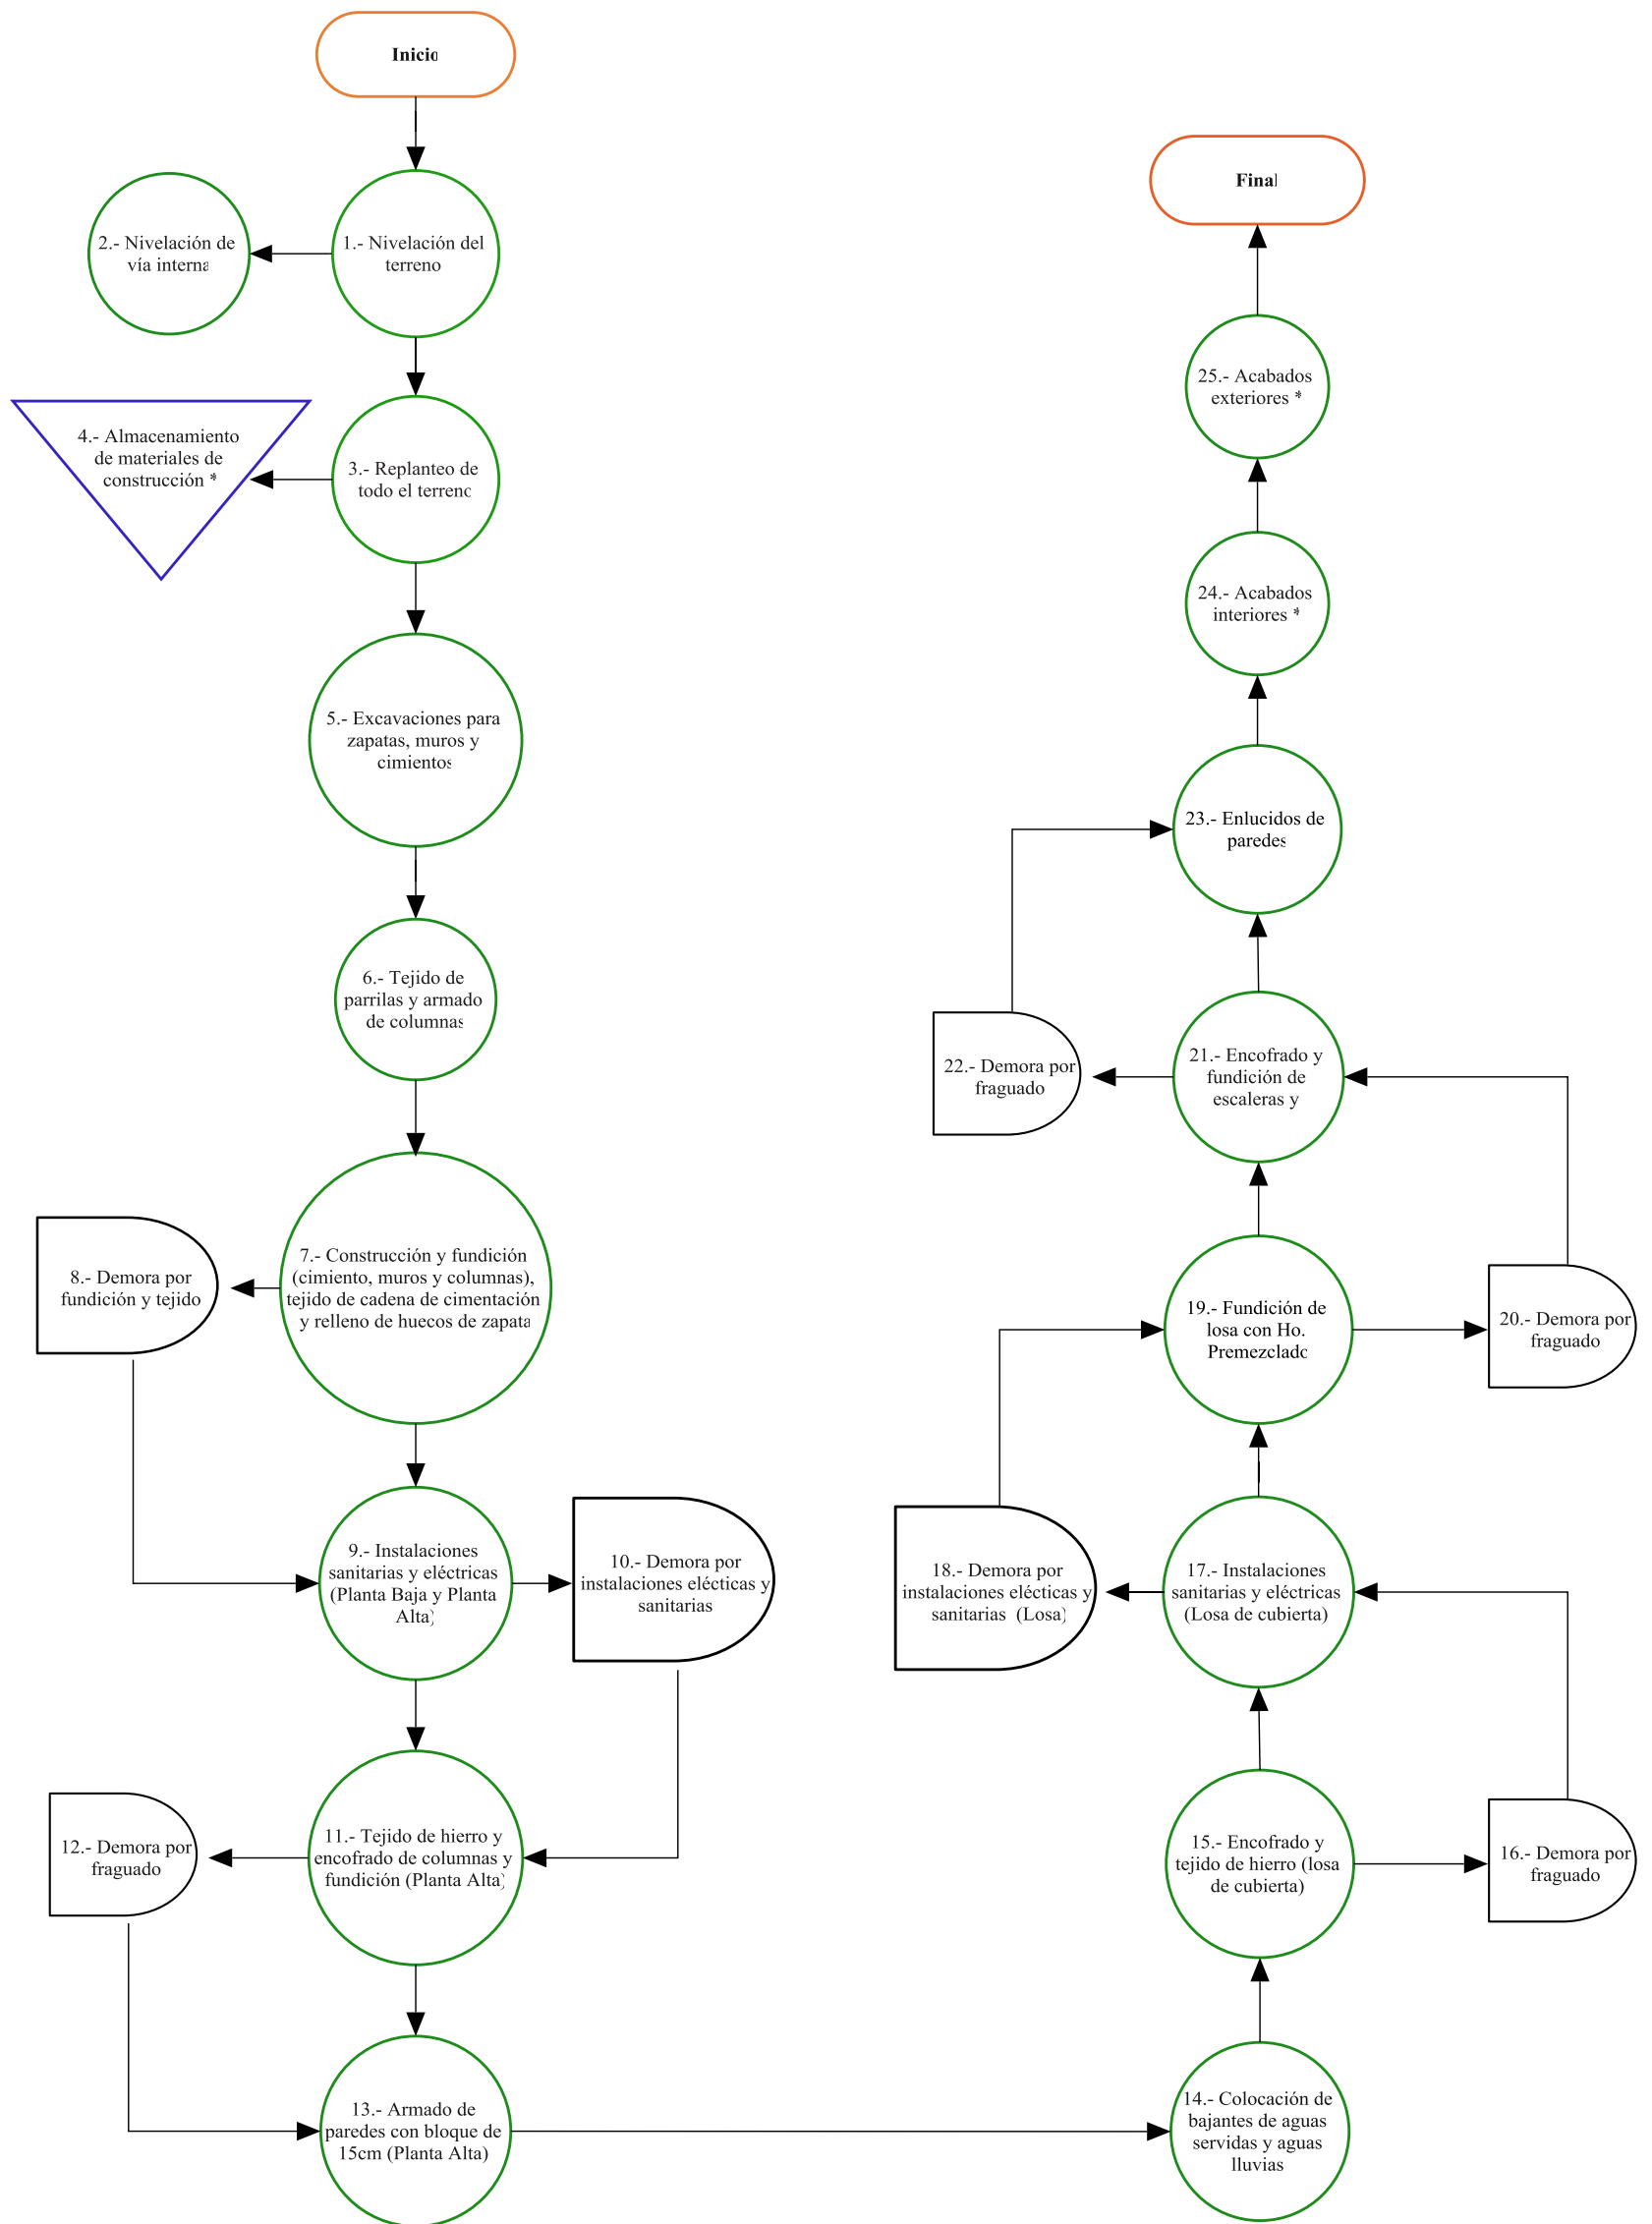 Inicio
1.- Nivelación del
terreno
2.- Nivelación de
vía interna
3.- Replanteo de
todo el terreno
4.- Almacenamiento
de materiales de
construcción *
5.- Excavaciones para
zapatas, muros y
cimientos
6.- Tejido de
parrilas y armado
de columnas
7.- Construcción y fundición
(cimiento, muros y columnas),
tejido de cadena de cimentación
y relleno de huecos de zapata
8.- Demora por
fundición y tejido
9.- Instalaciones
sanitarias y eléctricas
(Planta Baja y Planta
Alta)
10.- Demora por
instalaciones elécticas y
sanitarias
11.- Tejido de hierro y
encofrado de columnas y
fundición (Planta Alta)
12.- Demora por
fraguado
13.- Armado de
paredes con bloque de
15cm (Planta Alta)
14.- Colocación de
bajantes de aguas
servidas y aguas
lluvias
15.- Encofrado y
tejido de hierro (losa
de cubierta)
16.- Demora por
fraguado
17.- Instalaciones
sanitarias y eléctricas
(Losa de cubierta)
18.- Demora por
instalaciones elécticas y
sanitarias (Losa)
19.- Fundición de
losa con Ho.
Premezclado
20.- Demora por
fraguado
21.- Encofrado y
fundición de
escaleras y
22.- Demora por
fraguado
23.- Enlucidos de
paredes
24.- Acabados
interiores *
25.- Acabados
exteriores *
Final